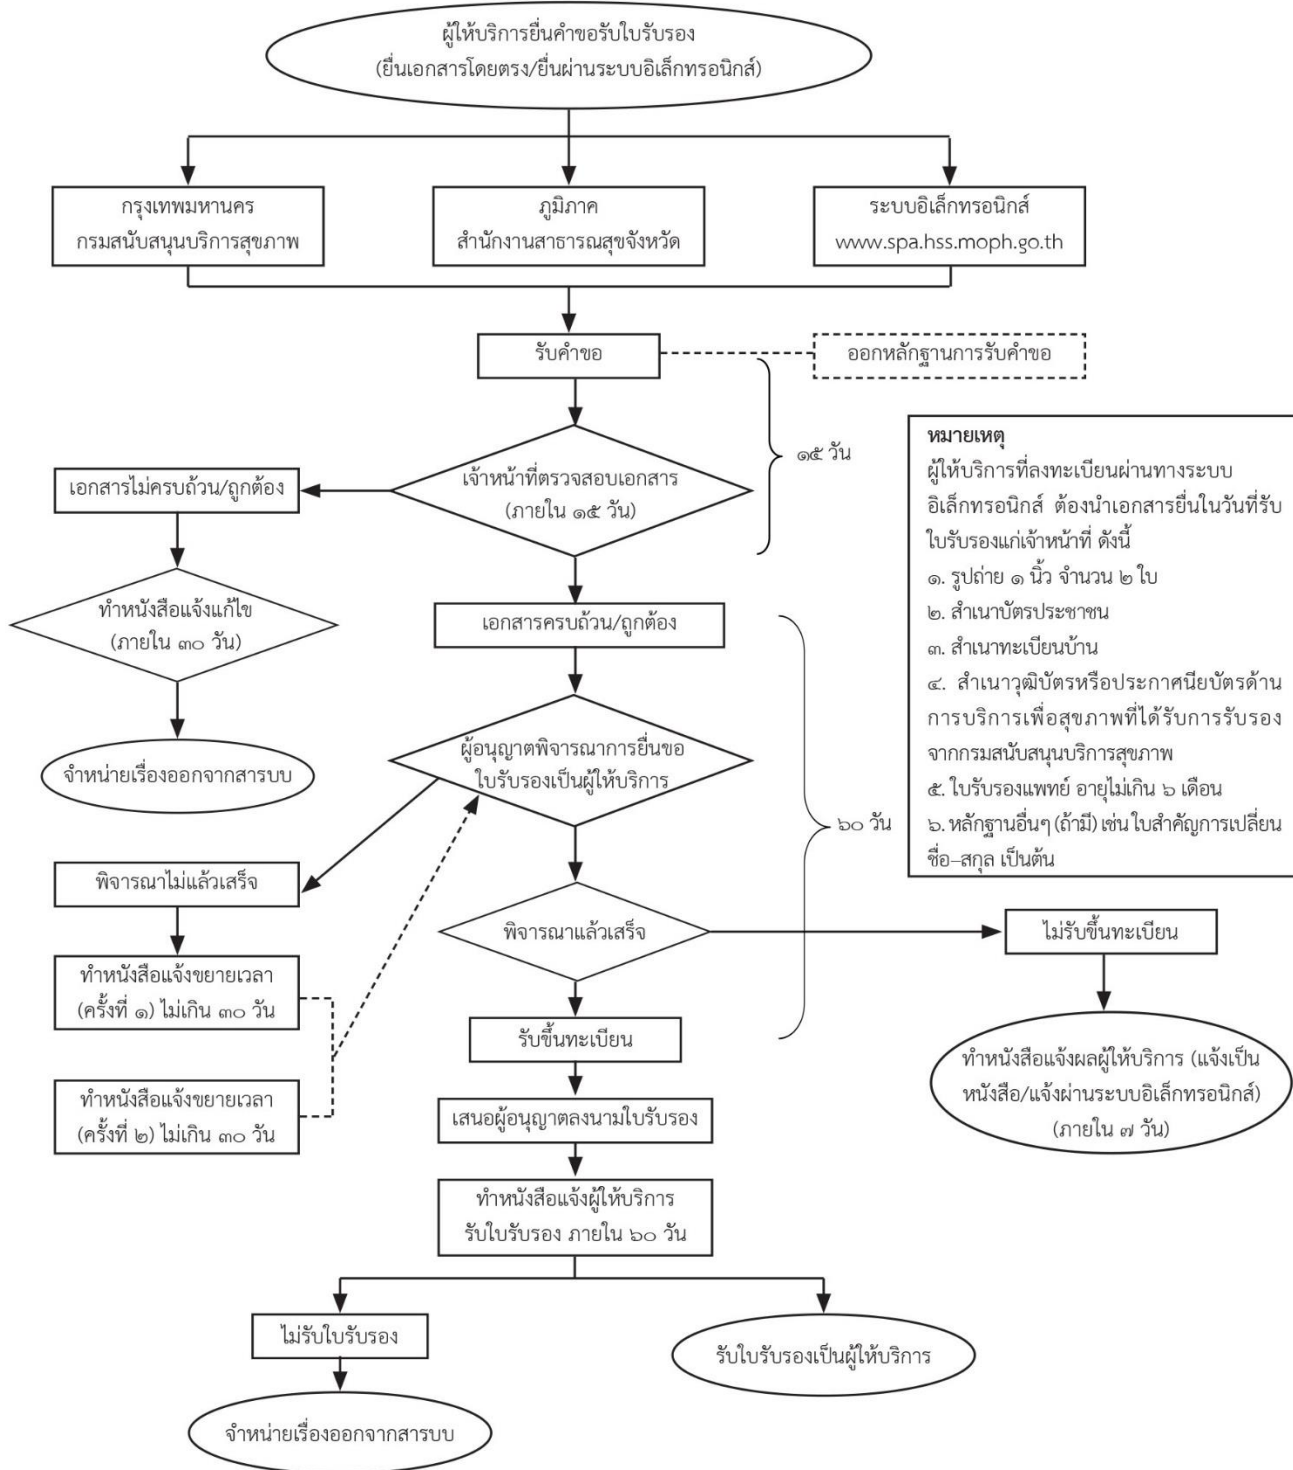 ผู้ให้บริการยื่นคำขอรับใบรับรอง
(ยื่นเอกสารโดยตรง/ยื่นผ่านระบบอิเล็กทรอนิกส์)
กรุงเทพมหานคร
กรมสนับสนุนบริการสุขภาพ
ภูมิภาค
สำนักงานสาธารณสุขจังหวัด
ระบบอิเล็กทรอนิกส์
www.spa.hss.moph.go.th
รับคำขอ
ออกหลักฐานการรับคำขอ
๑๕ วัน
เจ้าหน้าที่ตรวจสอบเอกสาร
(ภายใน ๑๕ วัน)
เอกสารไม่ครบถ้วน/ถูกต้อง
ทำหนังสือแจ้งแก้ไข
(ภายใน ๓๐ วัน)
จำหน่ายเรื่องออกจากสารบบ
เอกสารครบถ้วน/ถูกต้อง
ผู้อนุญาตพิจารณาการยื่นขอ
ใบรับรองเป็นผู้ให้บริการ
๖๐ วัน
หมายเหตุ
ผู้ให้บริการที่ลงทะเบียนผ่านทางระบบ
อิเล็กทรอนิกส์ ต้องนำเอกสารยื่นในวันที่รับ
ใบรับรองแก่เจ้าหน้าที่ ดังนี้
๑. รูปถ่าย ๑ นิ้ว จำนวน ๒ ใบ
๒. สำเนาบัตรประชาชน
๓. สำเนาทะเบียนบ้าน
๔. สำเนาวุฒิบัตรหรือประกาศนียบัตรด้าน
การบริการเพื่อสุขภาพที่ได้รับการรับรอง
จากกรมสนับสนุนบริการสุขภาพ
๕. ใบรับรองแพทย์ อายุไม่เกิน ๖ เดือน
๖. หลักฐานอื่นๆ (ถ้ามี) เช่น ใบสำคัญการเปลี่ยน
ชื่อ–สกุล เป็นต้น
พิจารณาไม่แล้วเสร็จ
ทำหนังสือแจ้งขยายเวลา
(ครั้งที่ ๑) ไม่เกิน ๓๐ วัน
ทำหนังสือแจ้งขยายเวลา
(ครั้งที่ ๒) ไม่เกิน ๓๐ วัน
พิจารณาแล้วเสร็จ
ไม่รับขึ้นทะเบียน
ทำหนังสือแจ้งผลผู้ให้บริการ (แจ้งเป็น
หนังสือ/แจ้งผ่านระบบอิเล็กทรอนิกส์)
(ภายใน ๗ วัน)
รับขึ้นทะเบียน
เสนอผู้อนุญาตลงนามใบรับรอง
ทำหนังสือแจ้งผู้ให้บริการ
รับใบรับรอง ภายใน ๖๐ วัน
ไม่รับใบรับรอง
จำหน่ายเรื่องออกจากสารบบ
รับใบรับรองเป็นผู้ให้บริการ